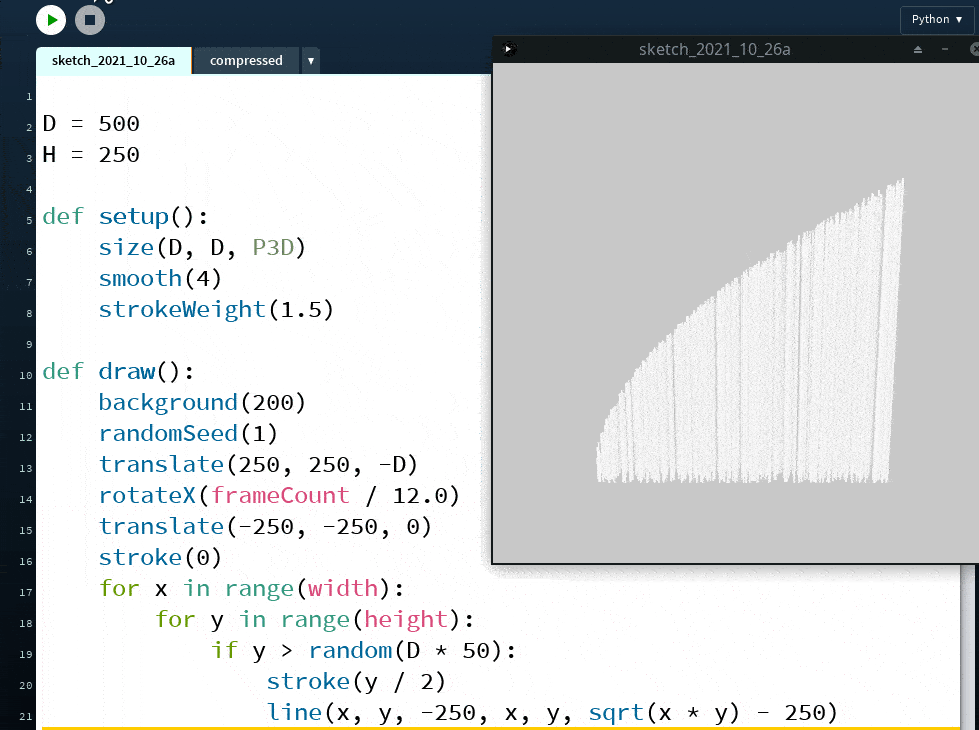 Python ▼
sketch_2021_10_26a
compressed
▼
sketch_2021_10_26a
1
2 D = 500
3 H = 250
4
5 def setup():
6     size(D, D, P3D)
7     smooth(4)
8     strokeWeight(1.5)
9
10 def draw():
11     background(200)
12     randomSeed(1)
13     translate(250, 250, -D)
14     rotateX(frameCount / 12.0)
15     translate(-250, -250, 0)
16     stroke(0)
17     for x in range(width):
18         for y in range(height):
19             if y > random(D * 50):
20                 stroke(y / 2)
21                 line(x, y, -250, x, y, sqrt(x * y) - 250)